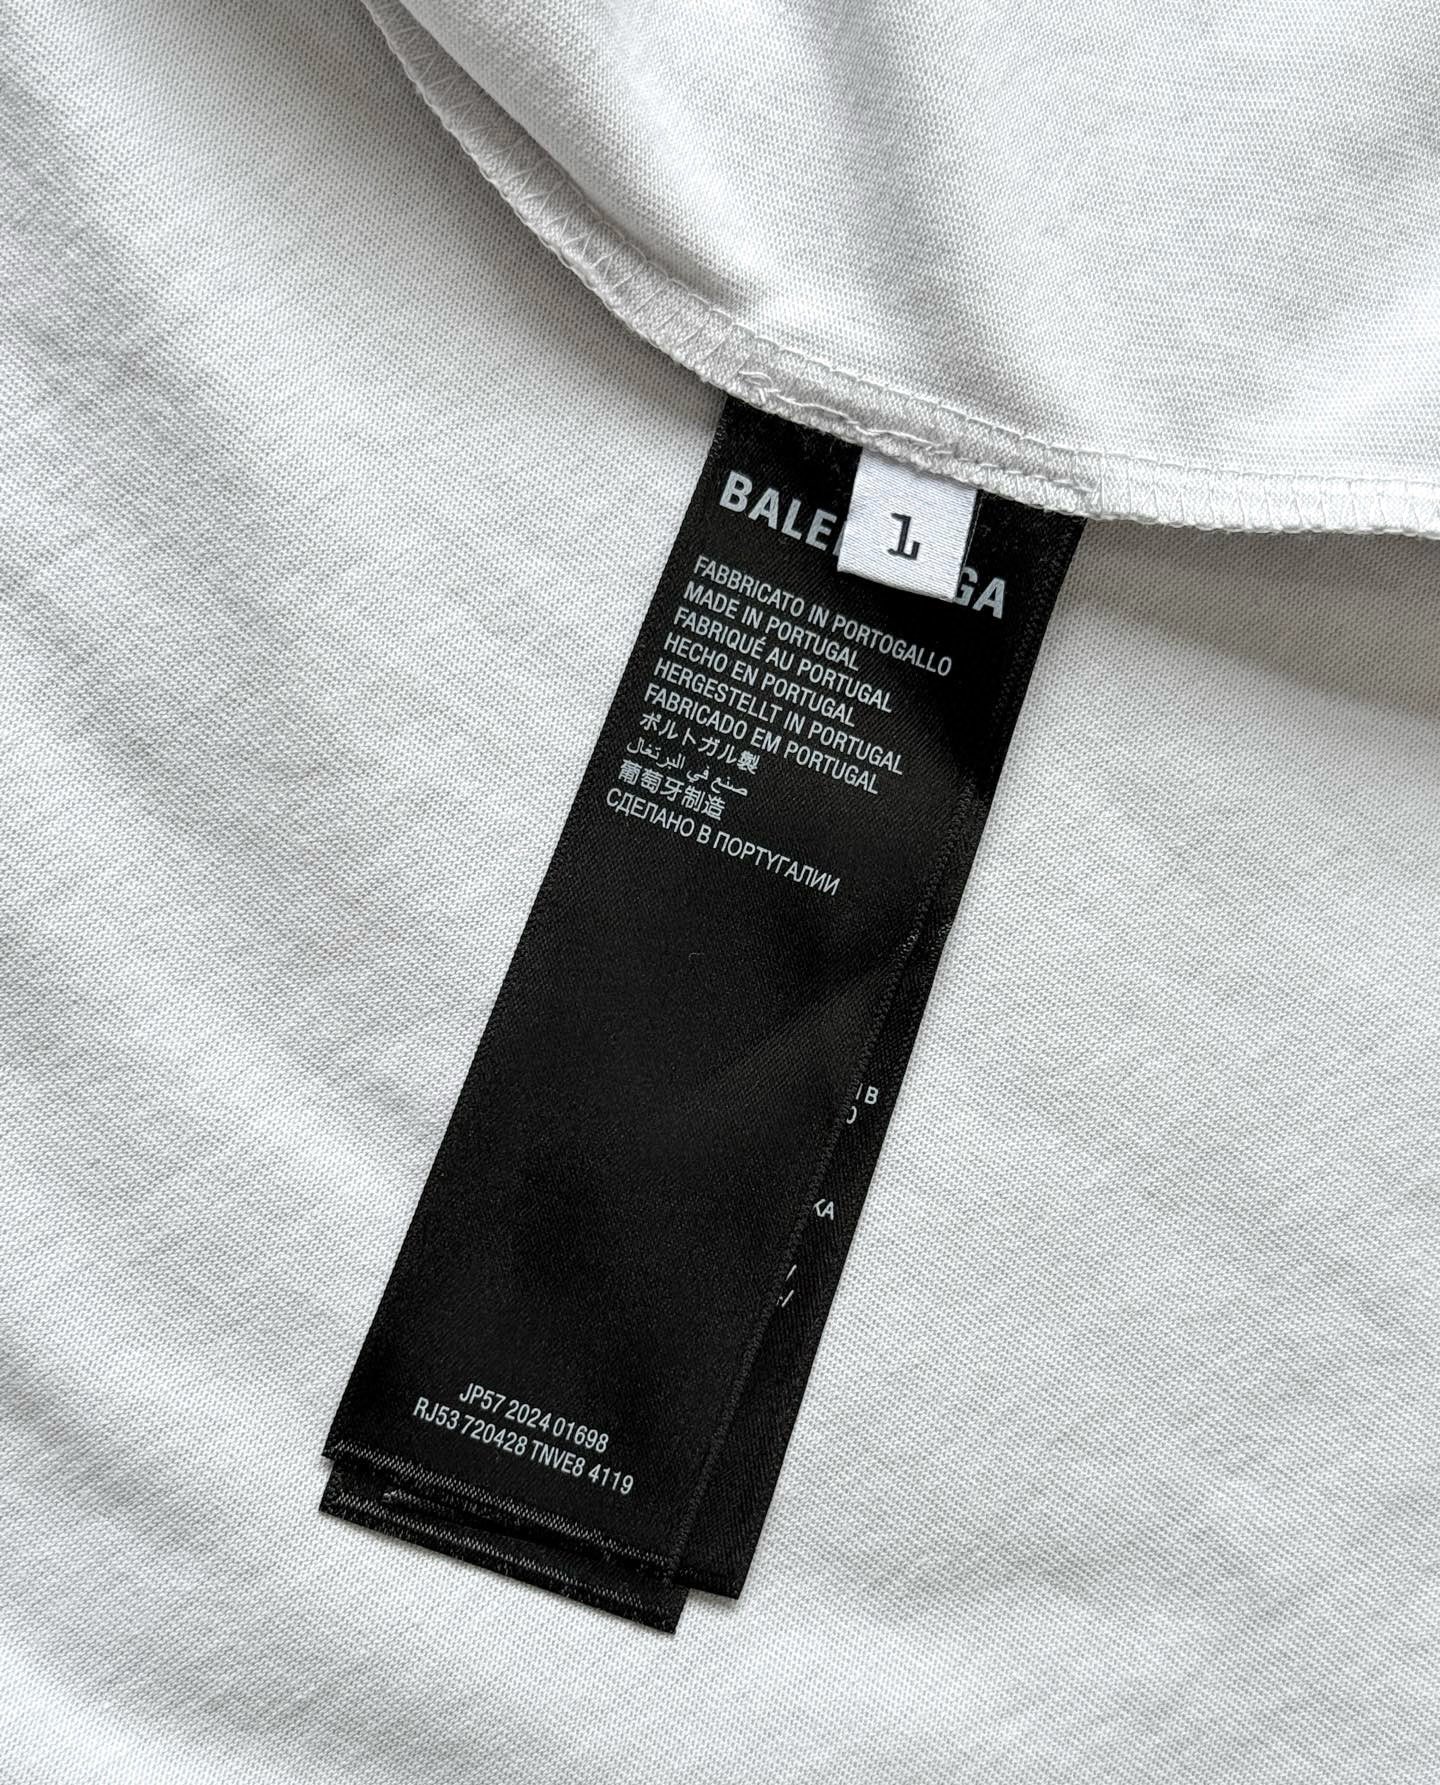 BALE GA
1
FABBRICATO IN PORTOGALLO
MADE IN PORTUGAL
FABRIQUÉ AU PORTUGAL
HECHO EN PORTUGAL
HERGESTELLT IN PORTUGAL
FABRICADO EM PORTUGAL
ポルトガル製
صنع في البرتغال
葡萄牙制造
СДЕЛАНО В ПОРТУГАЛИИ
JP57 2024 01698
RJ53 720428 TNVE8 4119